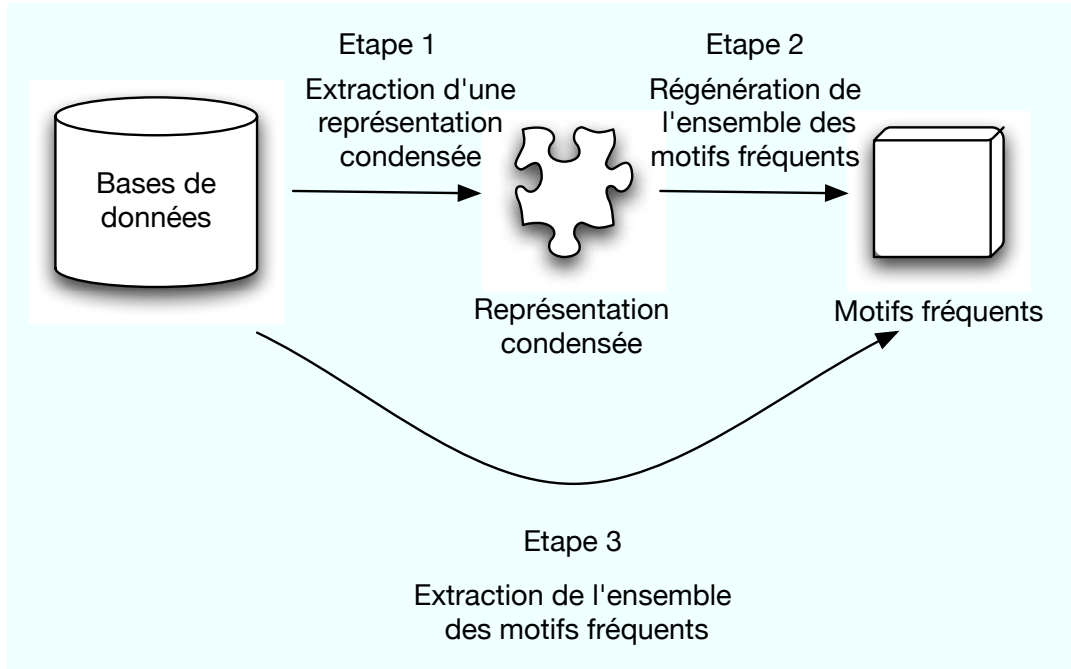 Etape 1
Extraction d'une
représentation
condensée
Etape 2
Régénération de
l'ensemble des
motifs fréquents
Bases de
données
Représentation
condensée
Motifs fréquents
Etape 3
Extraction de l'ensemble
des motifs fréquents